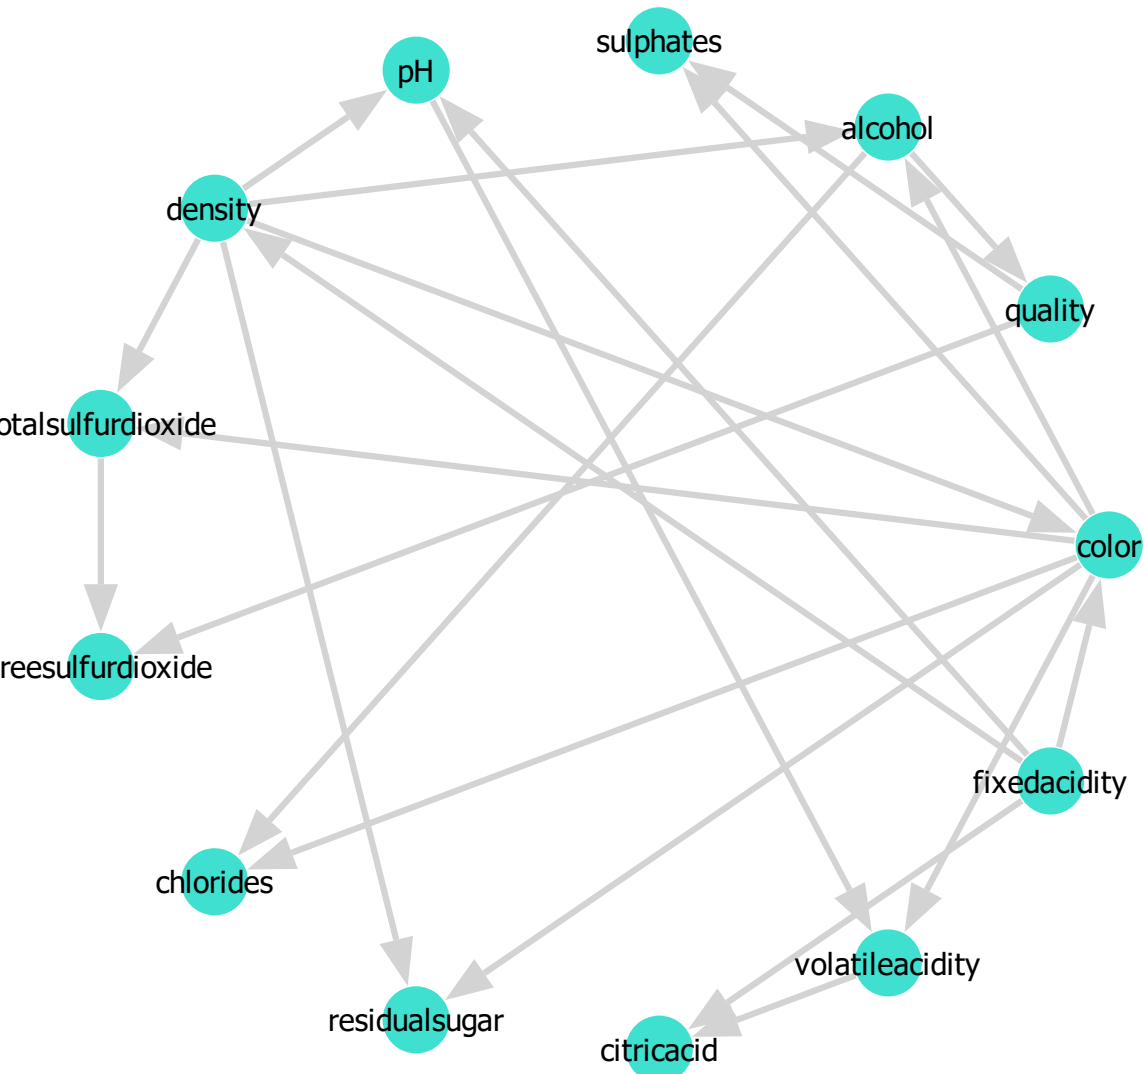 sulphates
pH
alcohol
density
quality
otalsulfurdioxide
color
reesulfurdioxide
fixedacidity
chlorides
volatileacidity
residualsugar
citricacid